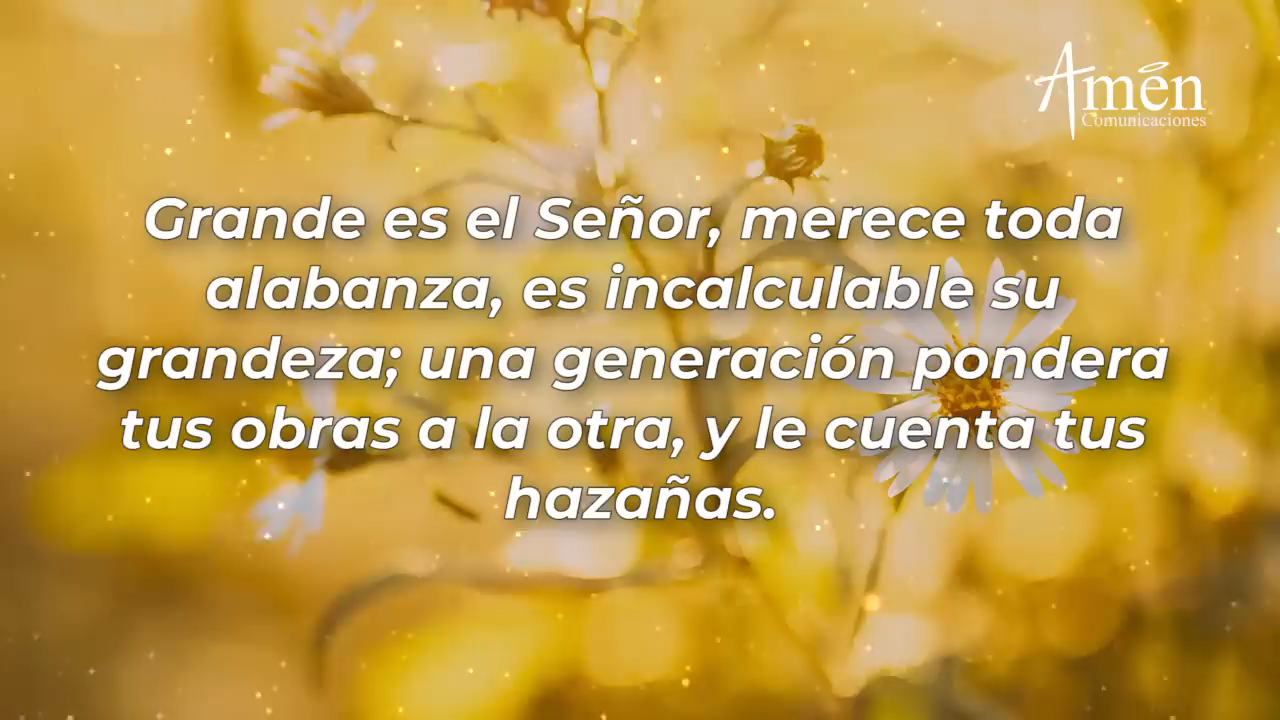 Amén
Comunicaciones
Grande es el Señor, merece toda
alabanza, es incalculable su
grandeza; una generación pondera
tus obras a la otra, y le cuenta tus
hazañas.